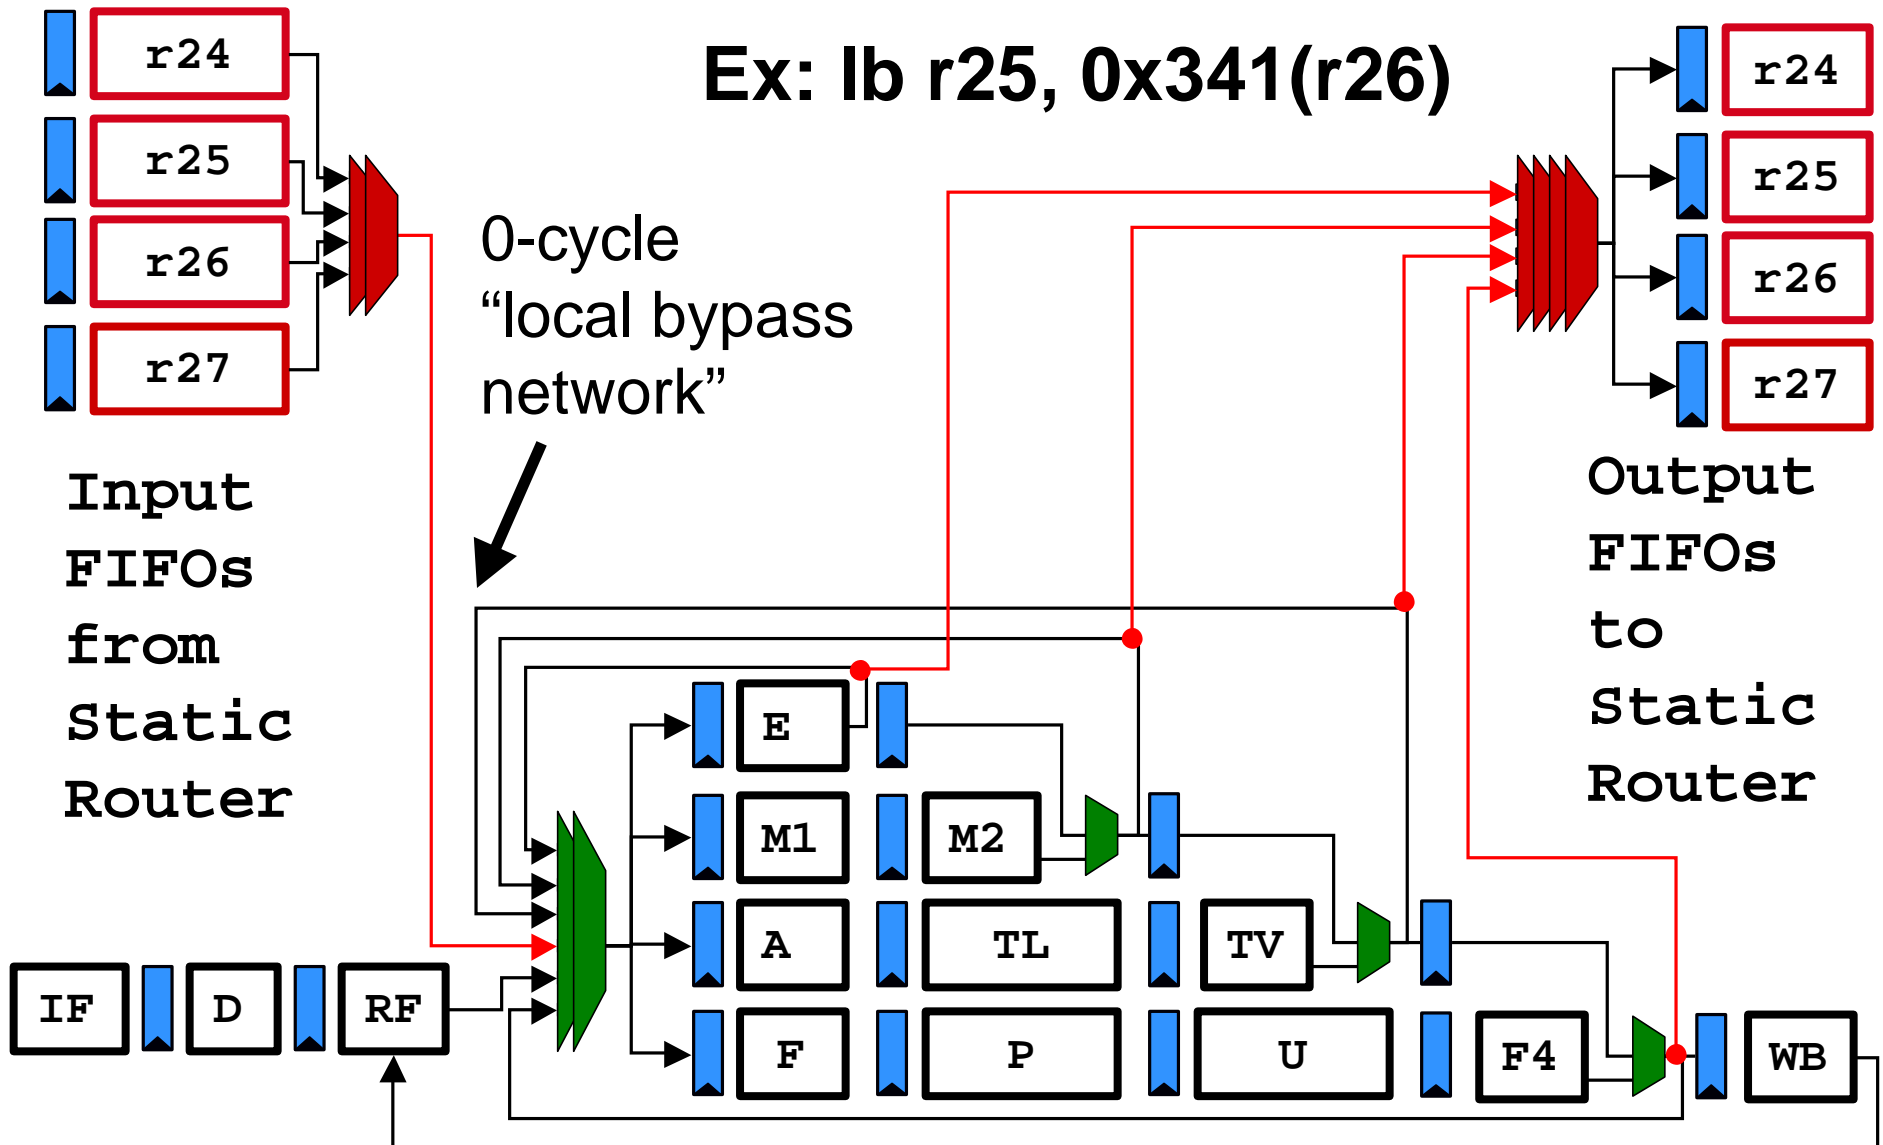 Ex: lb r25, 0x341(r26)
r24
r25
r26
r27
Input
FIFOs
from
Static
Router
0-cycle
“local bypass
network”
r24
r25
r26
r27
Output
FIFOs
to
Static
Router
E
M1
M2
A
TL
TV
IF
D
RF
F
P
U
F4
WB